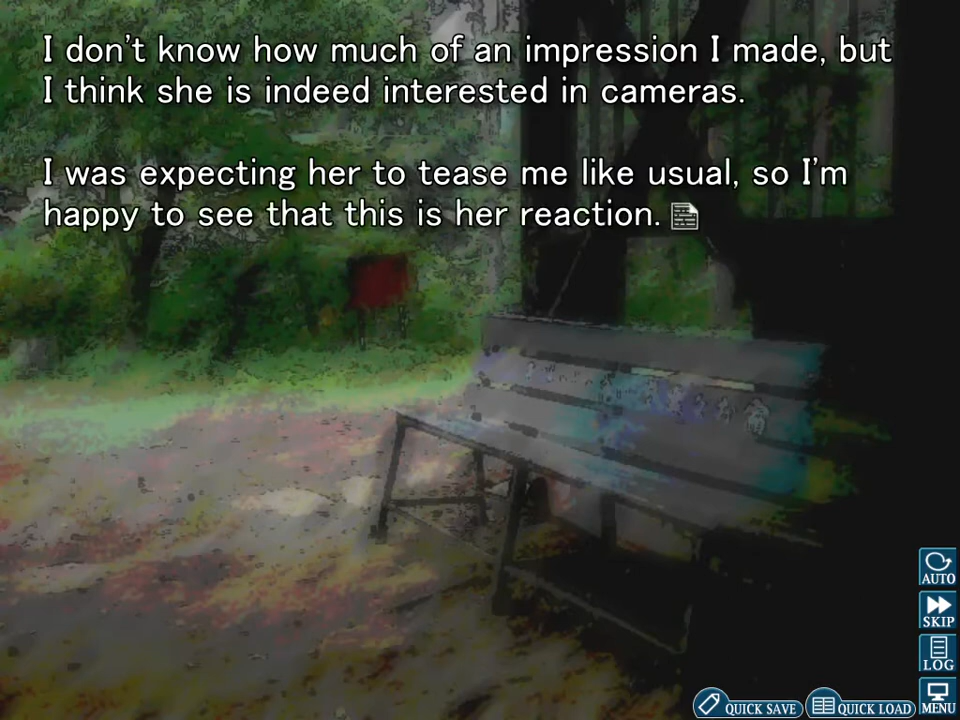 I don't know how much of an impression I made, but
I think she is indeed interested in cameras.
I was expecting her to tease me like usual, so I'm
happy to see that this is her reaction.
AUTO
SKIP
LOG
MENU
QUICK SAVE
QUICK LOAD